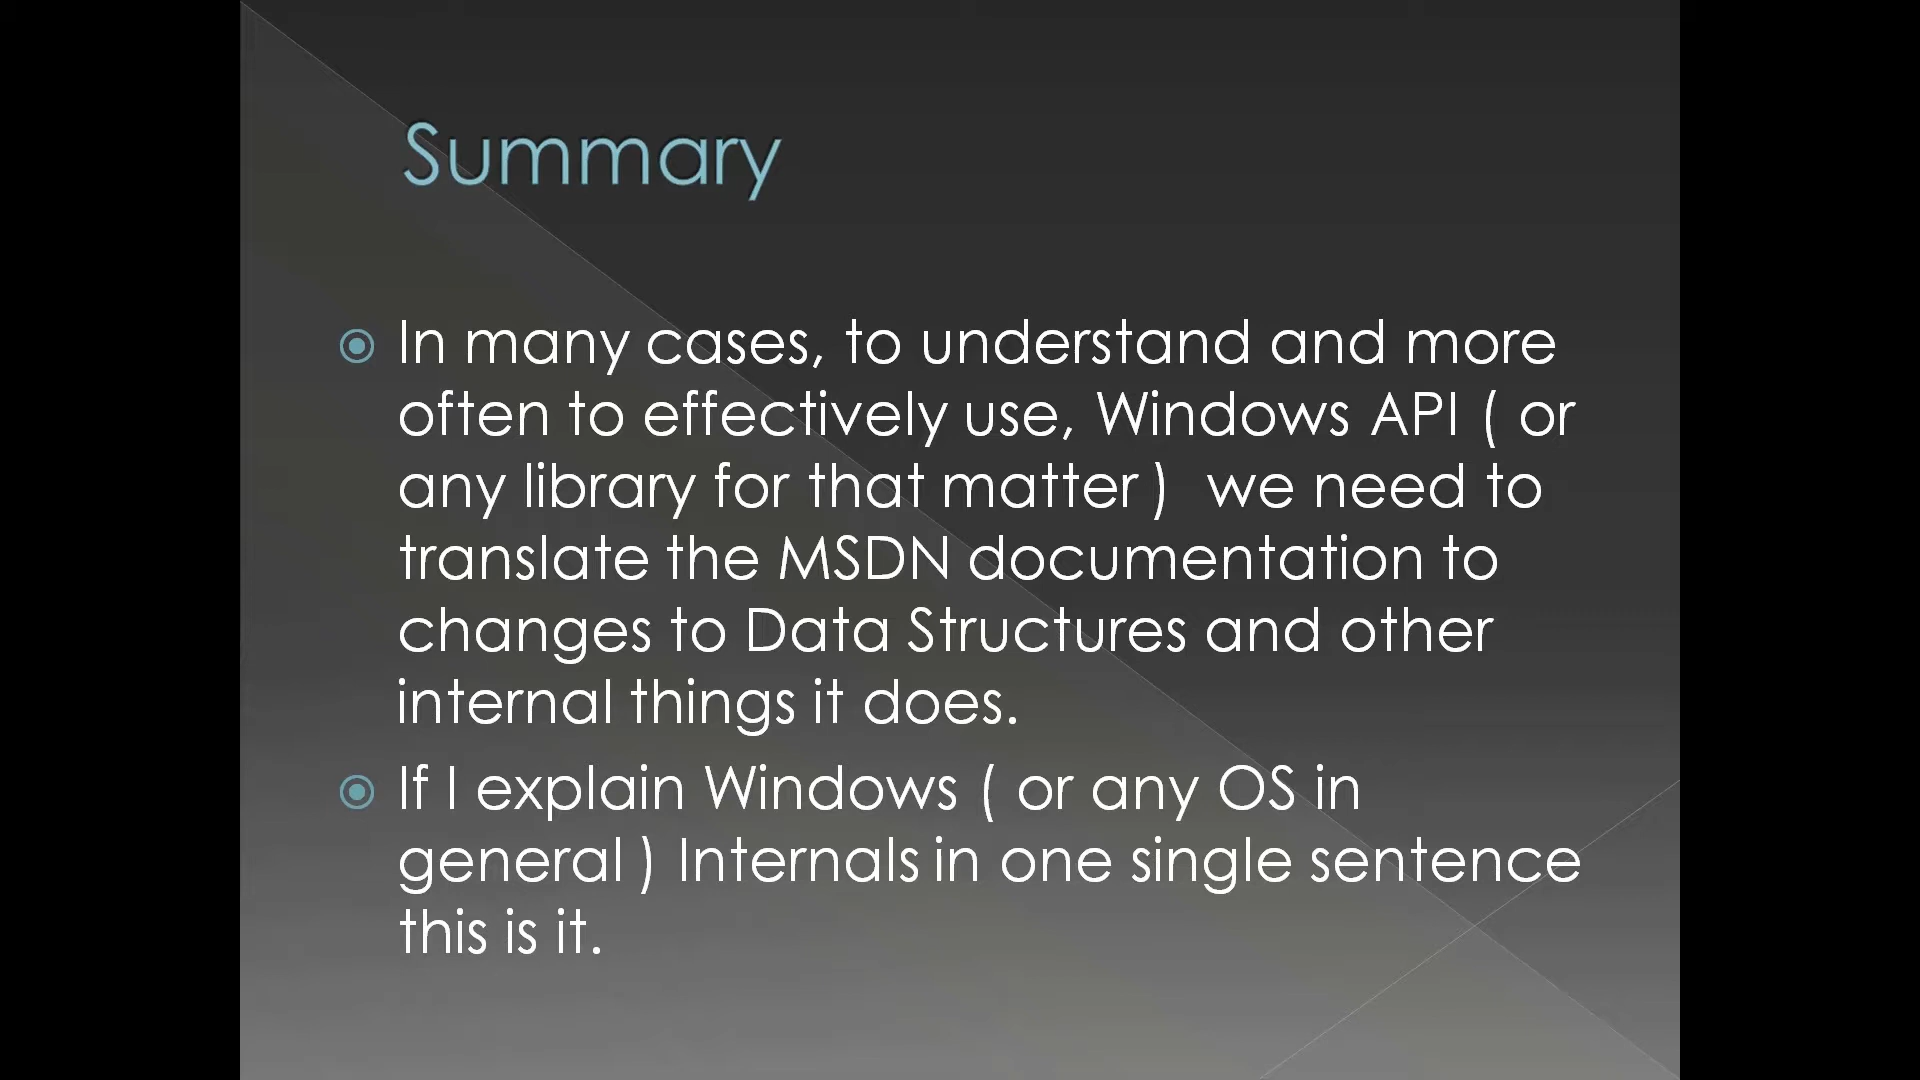 Summary
In many cases, to understand and more
often to effectively use, Windows API ( or
any library for that matter )  we need to
translate the MSDN documentation to
changes to Data Structures and other
internal things it does.
If I explain Windows ( or any OS in
general ) Internals in one single sentence
this is it.